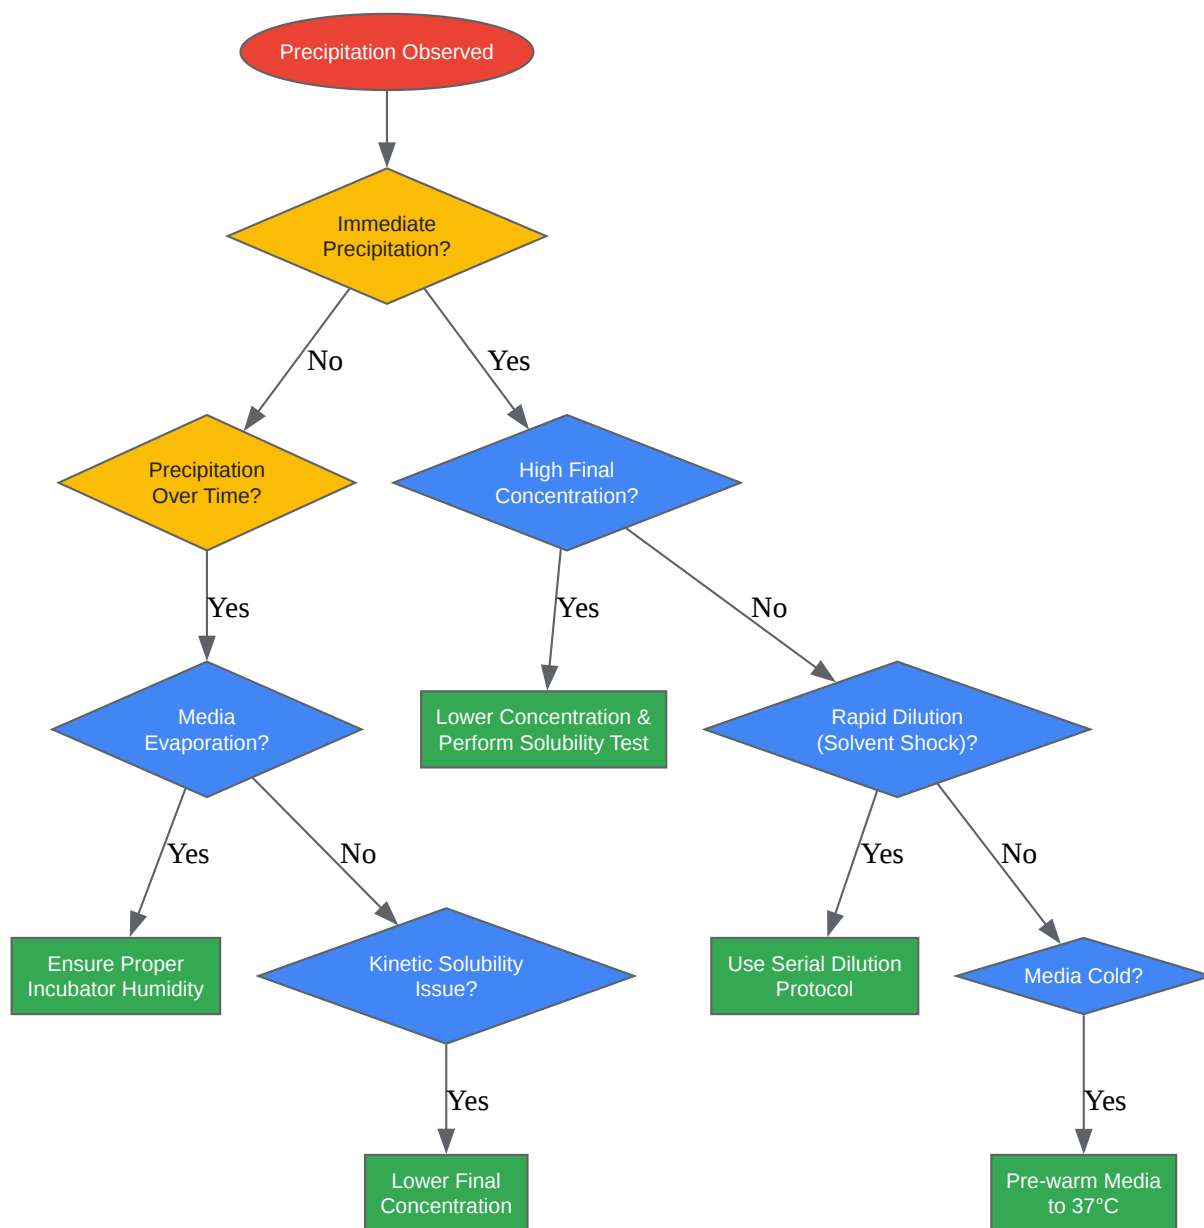 Precipitation Observed
Immediate
Precipitation?
No
Yes
Precipitation
Over Time?
High Final
Concentration?
Yes
Yes
No
Media
Evaporation?
Lower Concentration &
Perform Solubility Test
Rapid Dilution
(Solvent Shock)?
Yes
No
Yes
No
Ensure Proper
Incubator Humidity
Kinetic Solubility
Issue?
Use Serial Dilution
Protocol
Media Cold?
Yes
Yes
Lower Final
Concentration
Pre-warm Media
to 37°C